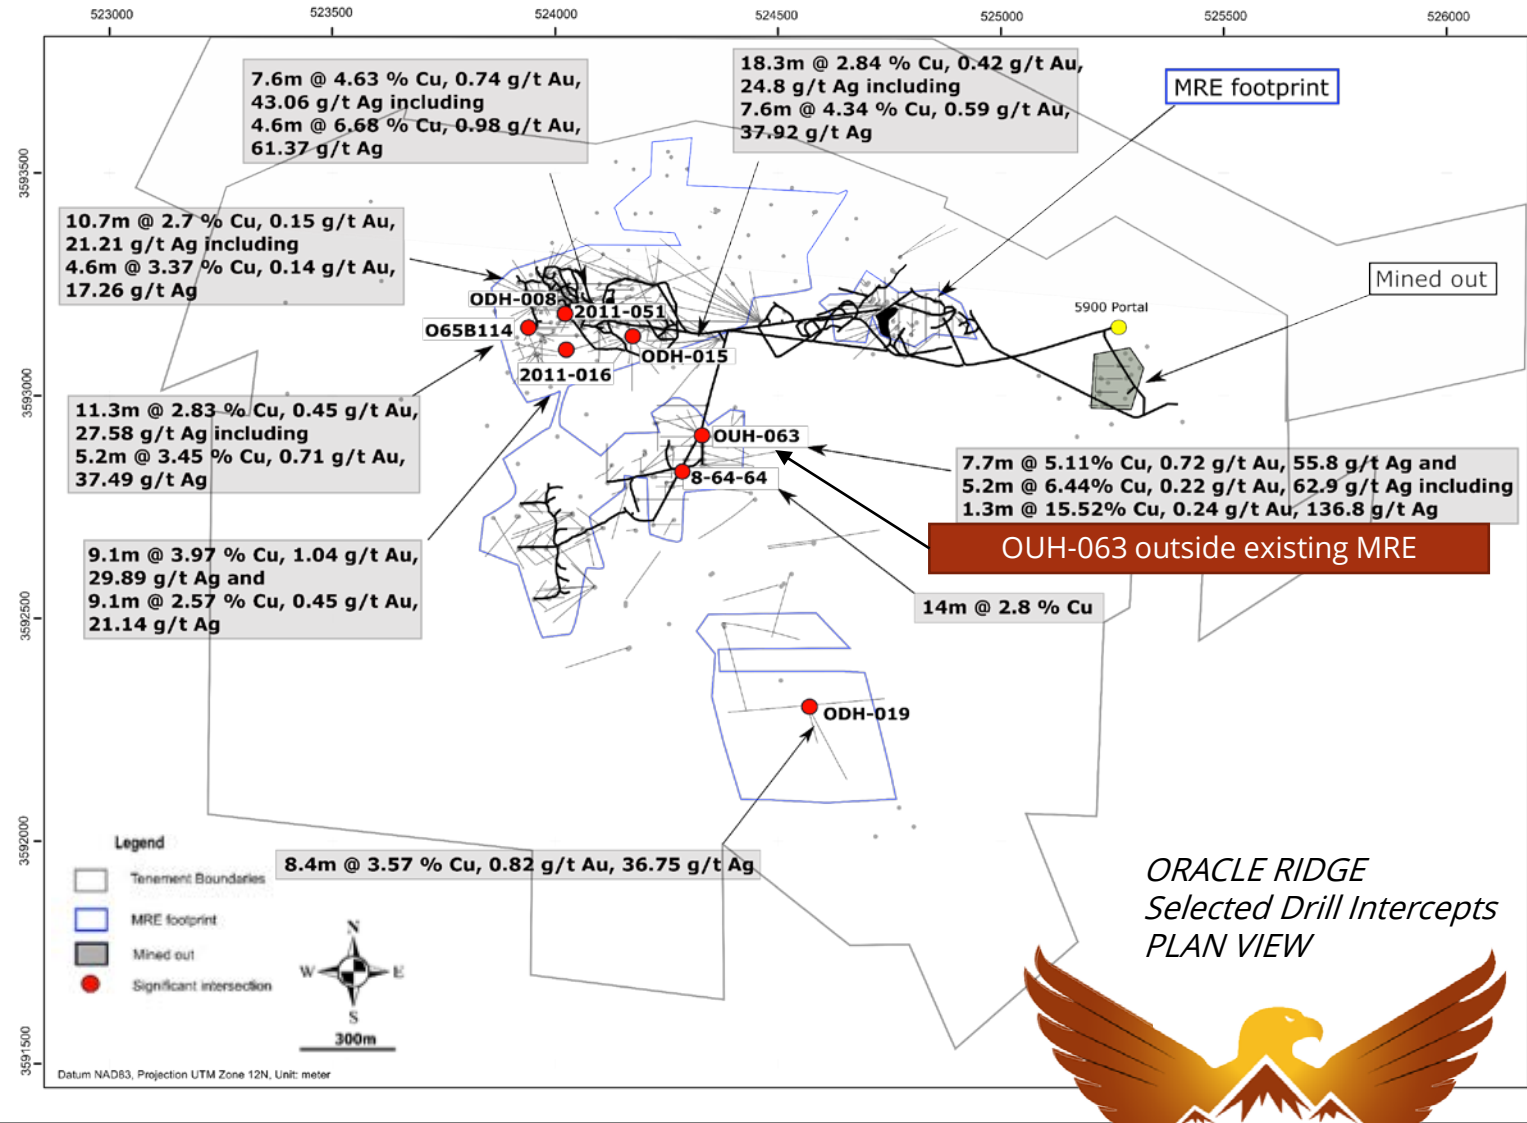 523000
523500
524000
524500
525000
525500
526000
3593500
3593000
3592500
3592000
3591500
7.6m @ 4.63 % Cu, 0.74 g/t Au,
43.06 g/t Ag including
4.6m @ 6.68 % Cu, 0.98 g/t Au,
61.37 g/t Ag
18.3m @ 2.84 % Cu, 0.42 g/t Au,
24.8 g/t Ag including
7.6m @ 4.34 % Cu, 0.59 g/t Au,
37.92 g/t Ag
MRE footprint
10.7m @ 2.7 % Cu, 0.15 g/t Au,
21.21 g/t Ag including
4.6m @ 3.37 % Cu, 0.14 g/t Au,
17.26 g/t Ag
Mined out
5900 Portal
ODH-008
2011-051
O65B114
ODH-015
2011-016
11.3m @ 2.83 % Cu, 0.45 g/t Au,
27.58 g/t Ag including
5.2m @ 3.45 % Cu, 0.71 g/t Au,
37.49 g/t Ag
OUH-063
8-64-64
7.7m @ 5.11% Cu, 0.72 g/t Au, 55.8 g/t Ag and
5.2m @ 6.44% Cu, 0.22 g/t Au, 62.9 g/t Ag including
1.3m @ 15.52% Cu, 0.24 g/t Au, 136.8 g/t Ag
OUH-063 outside existing MRE
9.1m @ 3.97 % Cu, 1.04 g/t Au,
29.89 g/t Ag and
9.1m @ 2.57 % Cu, 0.45 g/t Au,
21.14 g/t Ag
14m @ 2.8 % Cu
ODH-019
8.4m @ 3.57 % Cu, 0.82 g/t Au, 36.75 g/t Ag
Legend
Tenement Boundaries
MRE footprint
Mined out
Significant intersection
N
W
E
S
300m
Datum NAD83, Projection UTM Zone 12N, Unit: meter
ORACLE RIDGE
Selected Drill Intercepts
PLAN VIEW